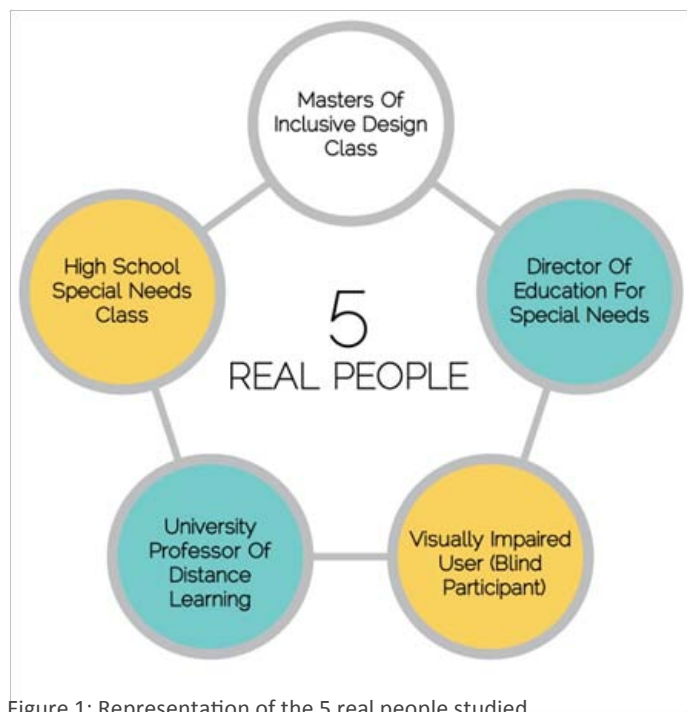 Masters Of
Inclusive Design
Class
High School
Special Needs
Class
Director Of
Education For
Special Needs
5
REAL PEOPLE
University
Professor Of
Distance
Learning
Visually Impaired
User (Blind
Participant)
Figure 1: Representation of the 5 real people studied